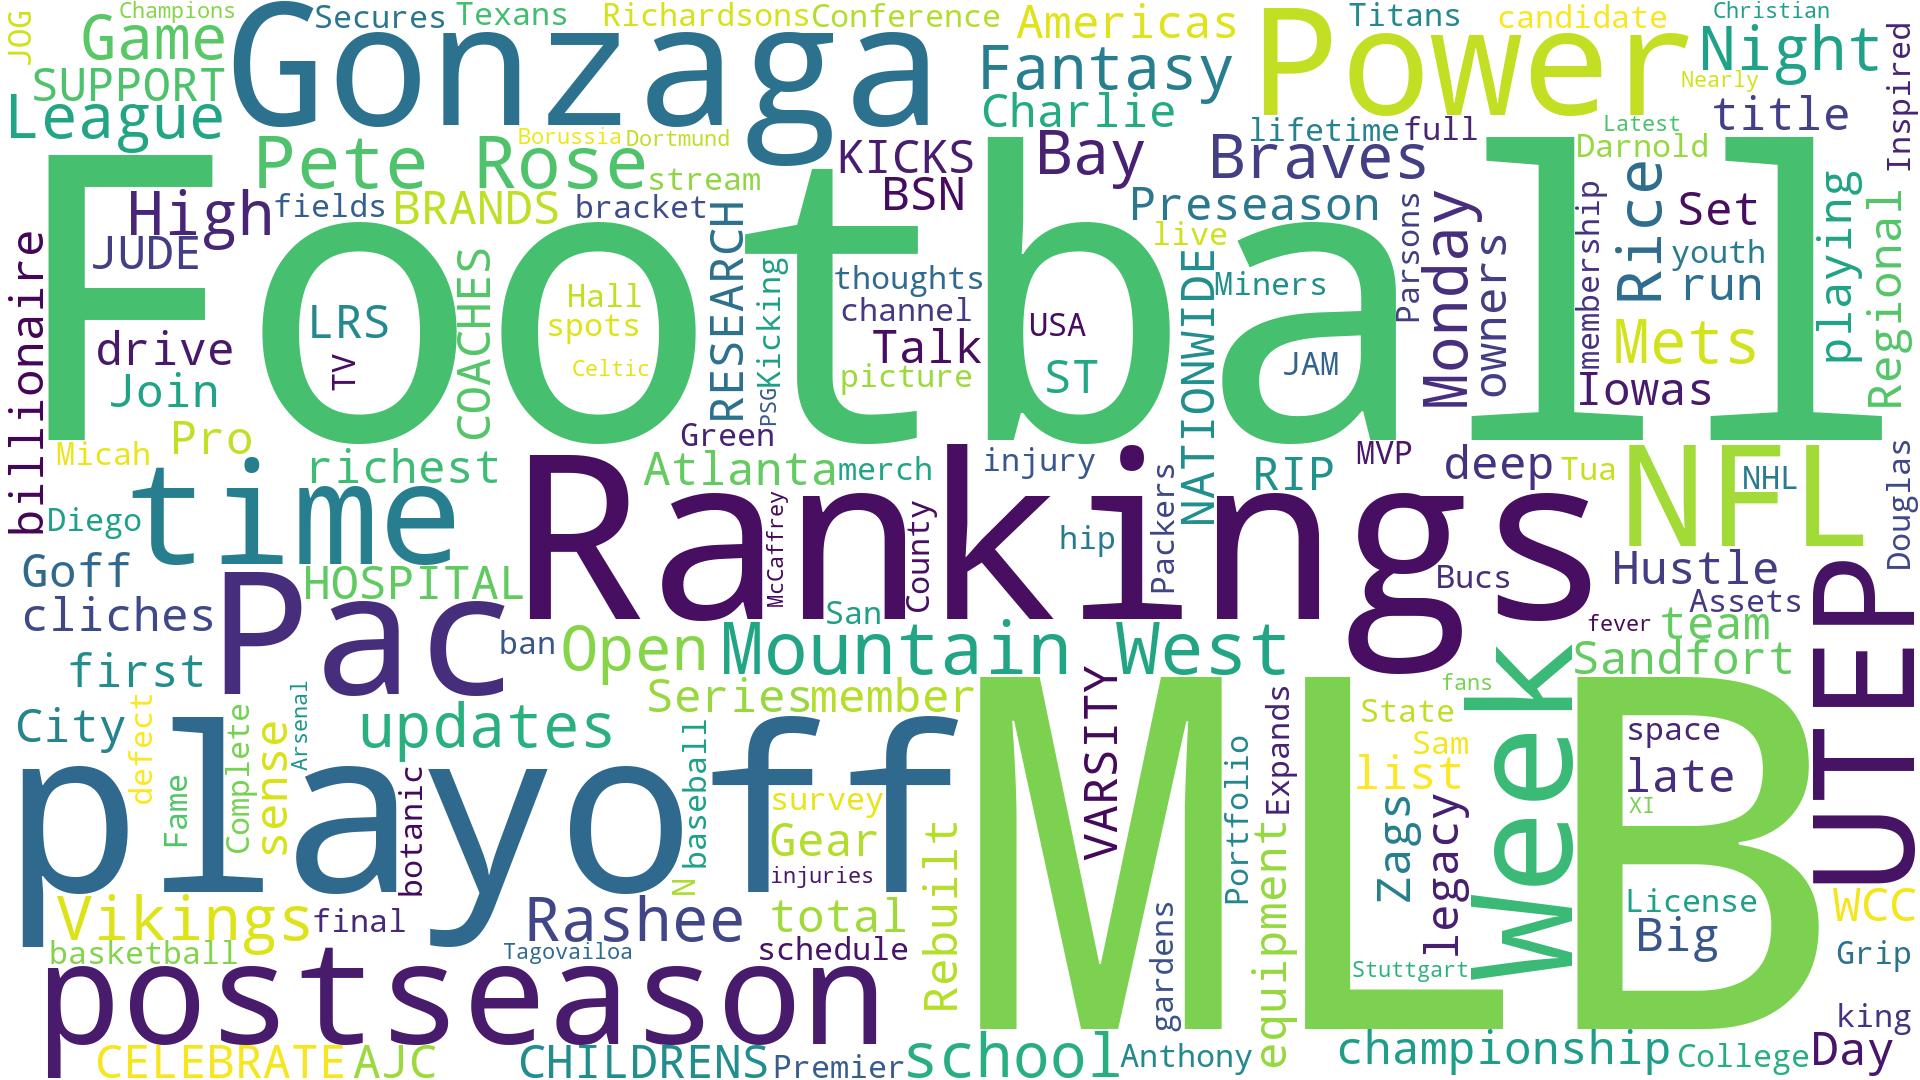 Champions
Secures
Texans
Richardsons
Conference
Americas
Titans
candidate
Christian
JOG
Game
Gonzaga
Fantasy
Power
Night
Inspired
SUPPORT
Nearly
League
Charlie
title
Borussia
Dortmund
lifetime
full
Latest
Pete Rose
KICKS
Bay
Braves
Darnold
stream
BSN
High
fields
BRANDS
bracket
RESEARCH
Preseason
Parsons
Monday
membership
Rice
Set
playing
Regional
JUDE
billionaire
Football
COACHES
live
owners
youth
Hall
Kicking
thoughts
NATIONWIDE
Miners
run
LRS
spots
channel
USA
drive
TV
Celtic
Talk
Mets
JAM
Join
PSG
picture
ST
Iowas
Pro
Green
Micah
richest
Atlanta
merch
injury
Packers
RIP
MVP
deep
Tua
NFL
NHL
Douglas
Diego
time
Rankings
McCaffrey
County
hip
Goff
HOSPITAL
Bucs
Hustle
cliches
Pac
San
Assets
UTEP
ban
Open
Mountain West
fever
team
first
Sandfort
Series
member
VARSITY
fans
Week
City
defect
Arsenal
updates
Expands
State
space
Complete
sense
baseball
Portfolio
Sam
playoff
MLB
list
late
Fame
botanic
survey
XI
Gear
Zags
legacy
N
injuries
Rebuilt
equipment
Vikings
final
Rashee
total
gardens
License
WCC
Big
basketball
Tagovailoa
schedule
Stuttgart
Grip
postseason
king
CELEBRATE
AJC
CHILDRENS
Premier
school
Anthony
championship
College
Day